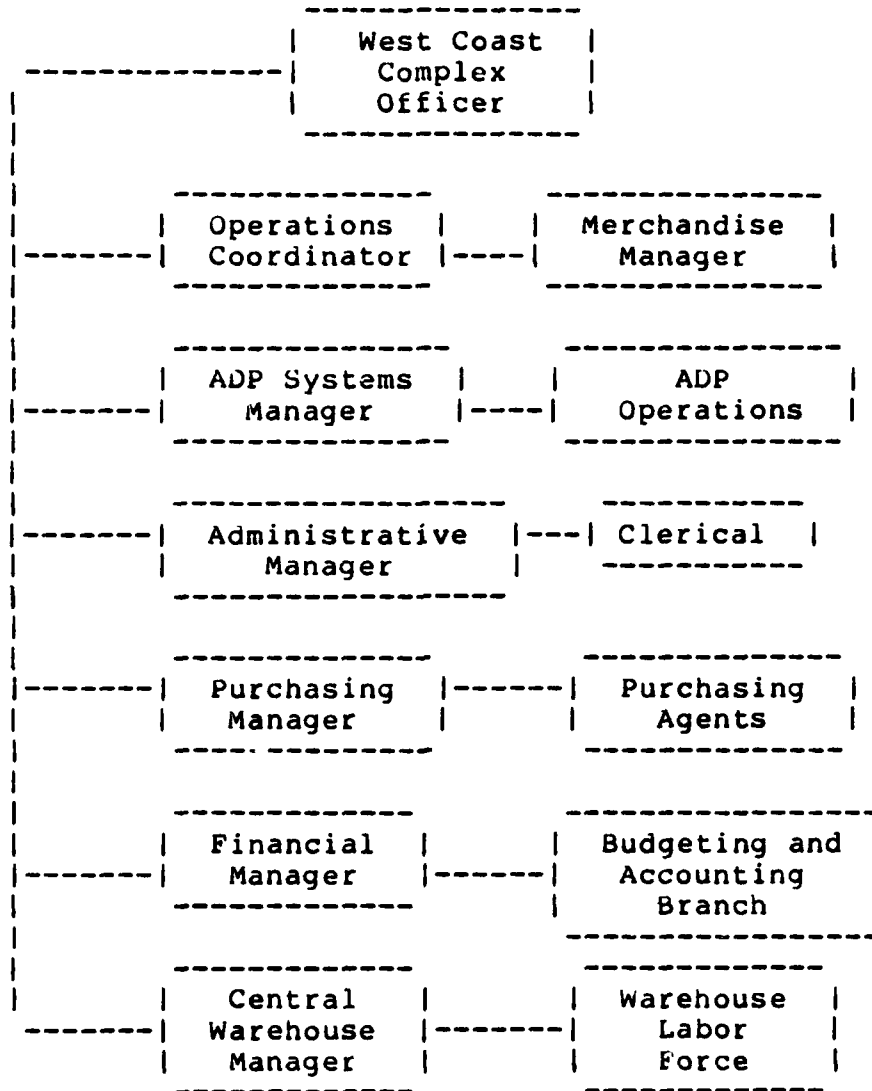 West Coast
Complex
Officer
Operations
Coordinator
Merchandise
Manager
ADP Systems
Manager
ADP
Operations
Administrative
Manager
Clerical
Purchasing
Manager
Purchasing
Agents
Financial
Manager
Budgeting and
Accounting
Branch
Central
Warehouse
Manager
Warehouse
Labor
Force